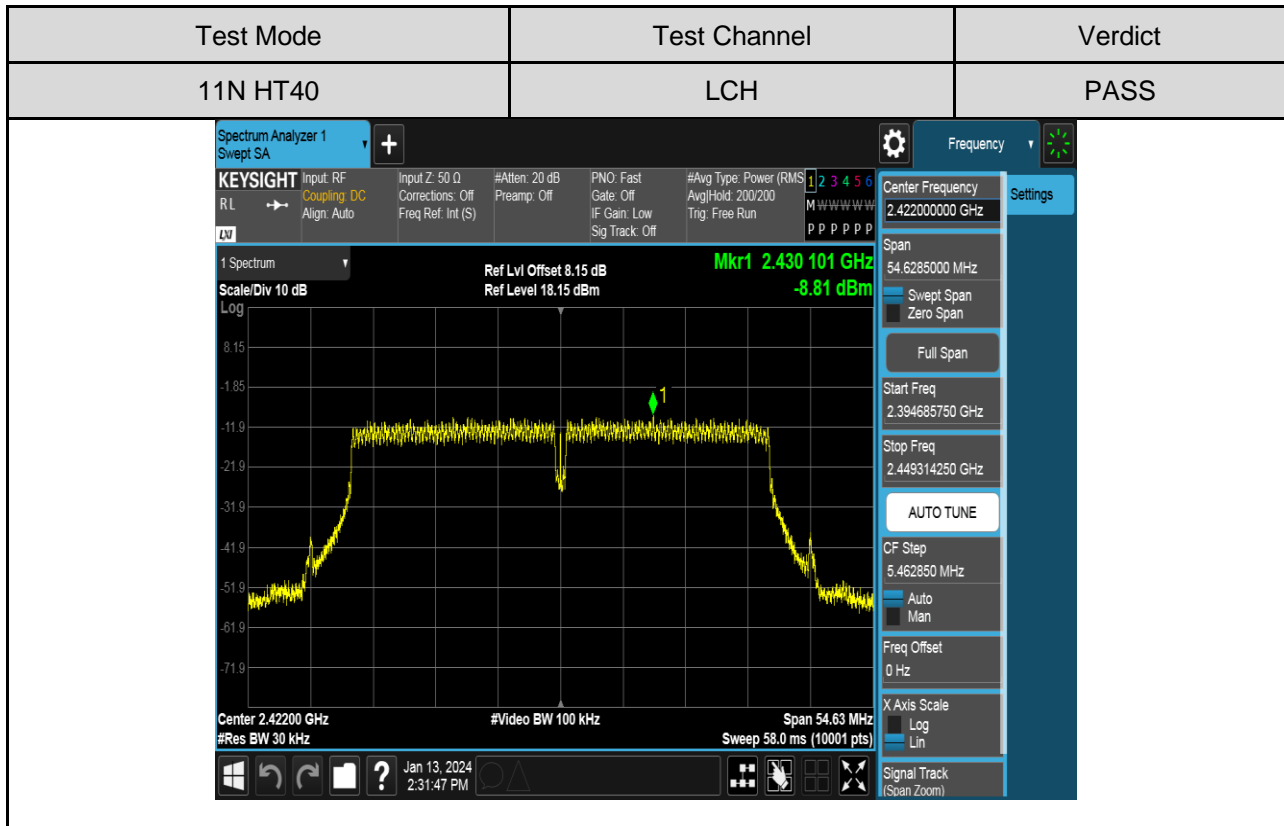 Test Mode Test Channel Verdict
11N HT40 LCH PASS
Spectrum Analyzer 1
Swept SA
+
Frequency
KEYSIGHT
RL
LXI
Input: RF
Coupling: DC
Align: Auto
Input Z: 50 Ω
Corrections: Off
Freq Ref: Int (S)
#Atten: 20 dB
Preamp: Off
PNO: Fast
Gate: Off
IF Gain: Low
Sig Track: Off
#Avg Type: Power (RMS
Avg|Hold: 200/200
Trig: Free Run
1 2 3 4 5 6
M W W W W W
P P P P P P
1 Spectrum
Scale/Div 10 dB
Log
Ref Lvl Offset 8.15 dB
Ref Level 18.15 dBm
Mkr1 2.430 101 GHz
-8.81 dBm
8.15
-1.85
-11.9
-21.9
-31.9
-41.9
-51.9
-61.9
-71.9
1
Center 2.42200 GHz
#Res BW 30 kHz
#Video BW 100 kHz
Span 54.63 MHz
Sweep 58.0 ms (10001 pts)
Center Frequency
2.422000000 GHz
Settings
Span
54.6285000 MHz
Swept Span
Zero Span
Full Span
Start Freq
2.394685750 GHz
Stop Freq
2.449314250 GHz
AUTO TUNE
CF Step
5.462850 MHz
Auto
Man
Freq Offset
0 Hz
X Axis Scale
Log
Lin
Signal Track
(Span Zoom)
?
Jan 13, 2024
2:31:47 PM